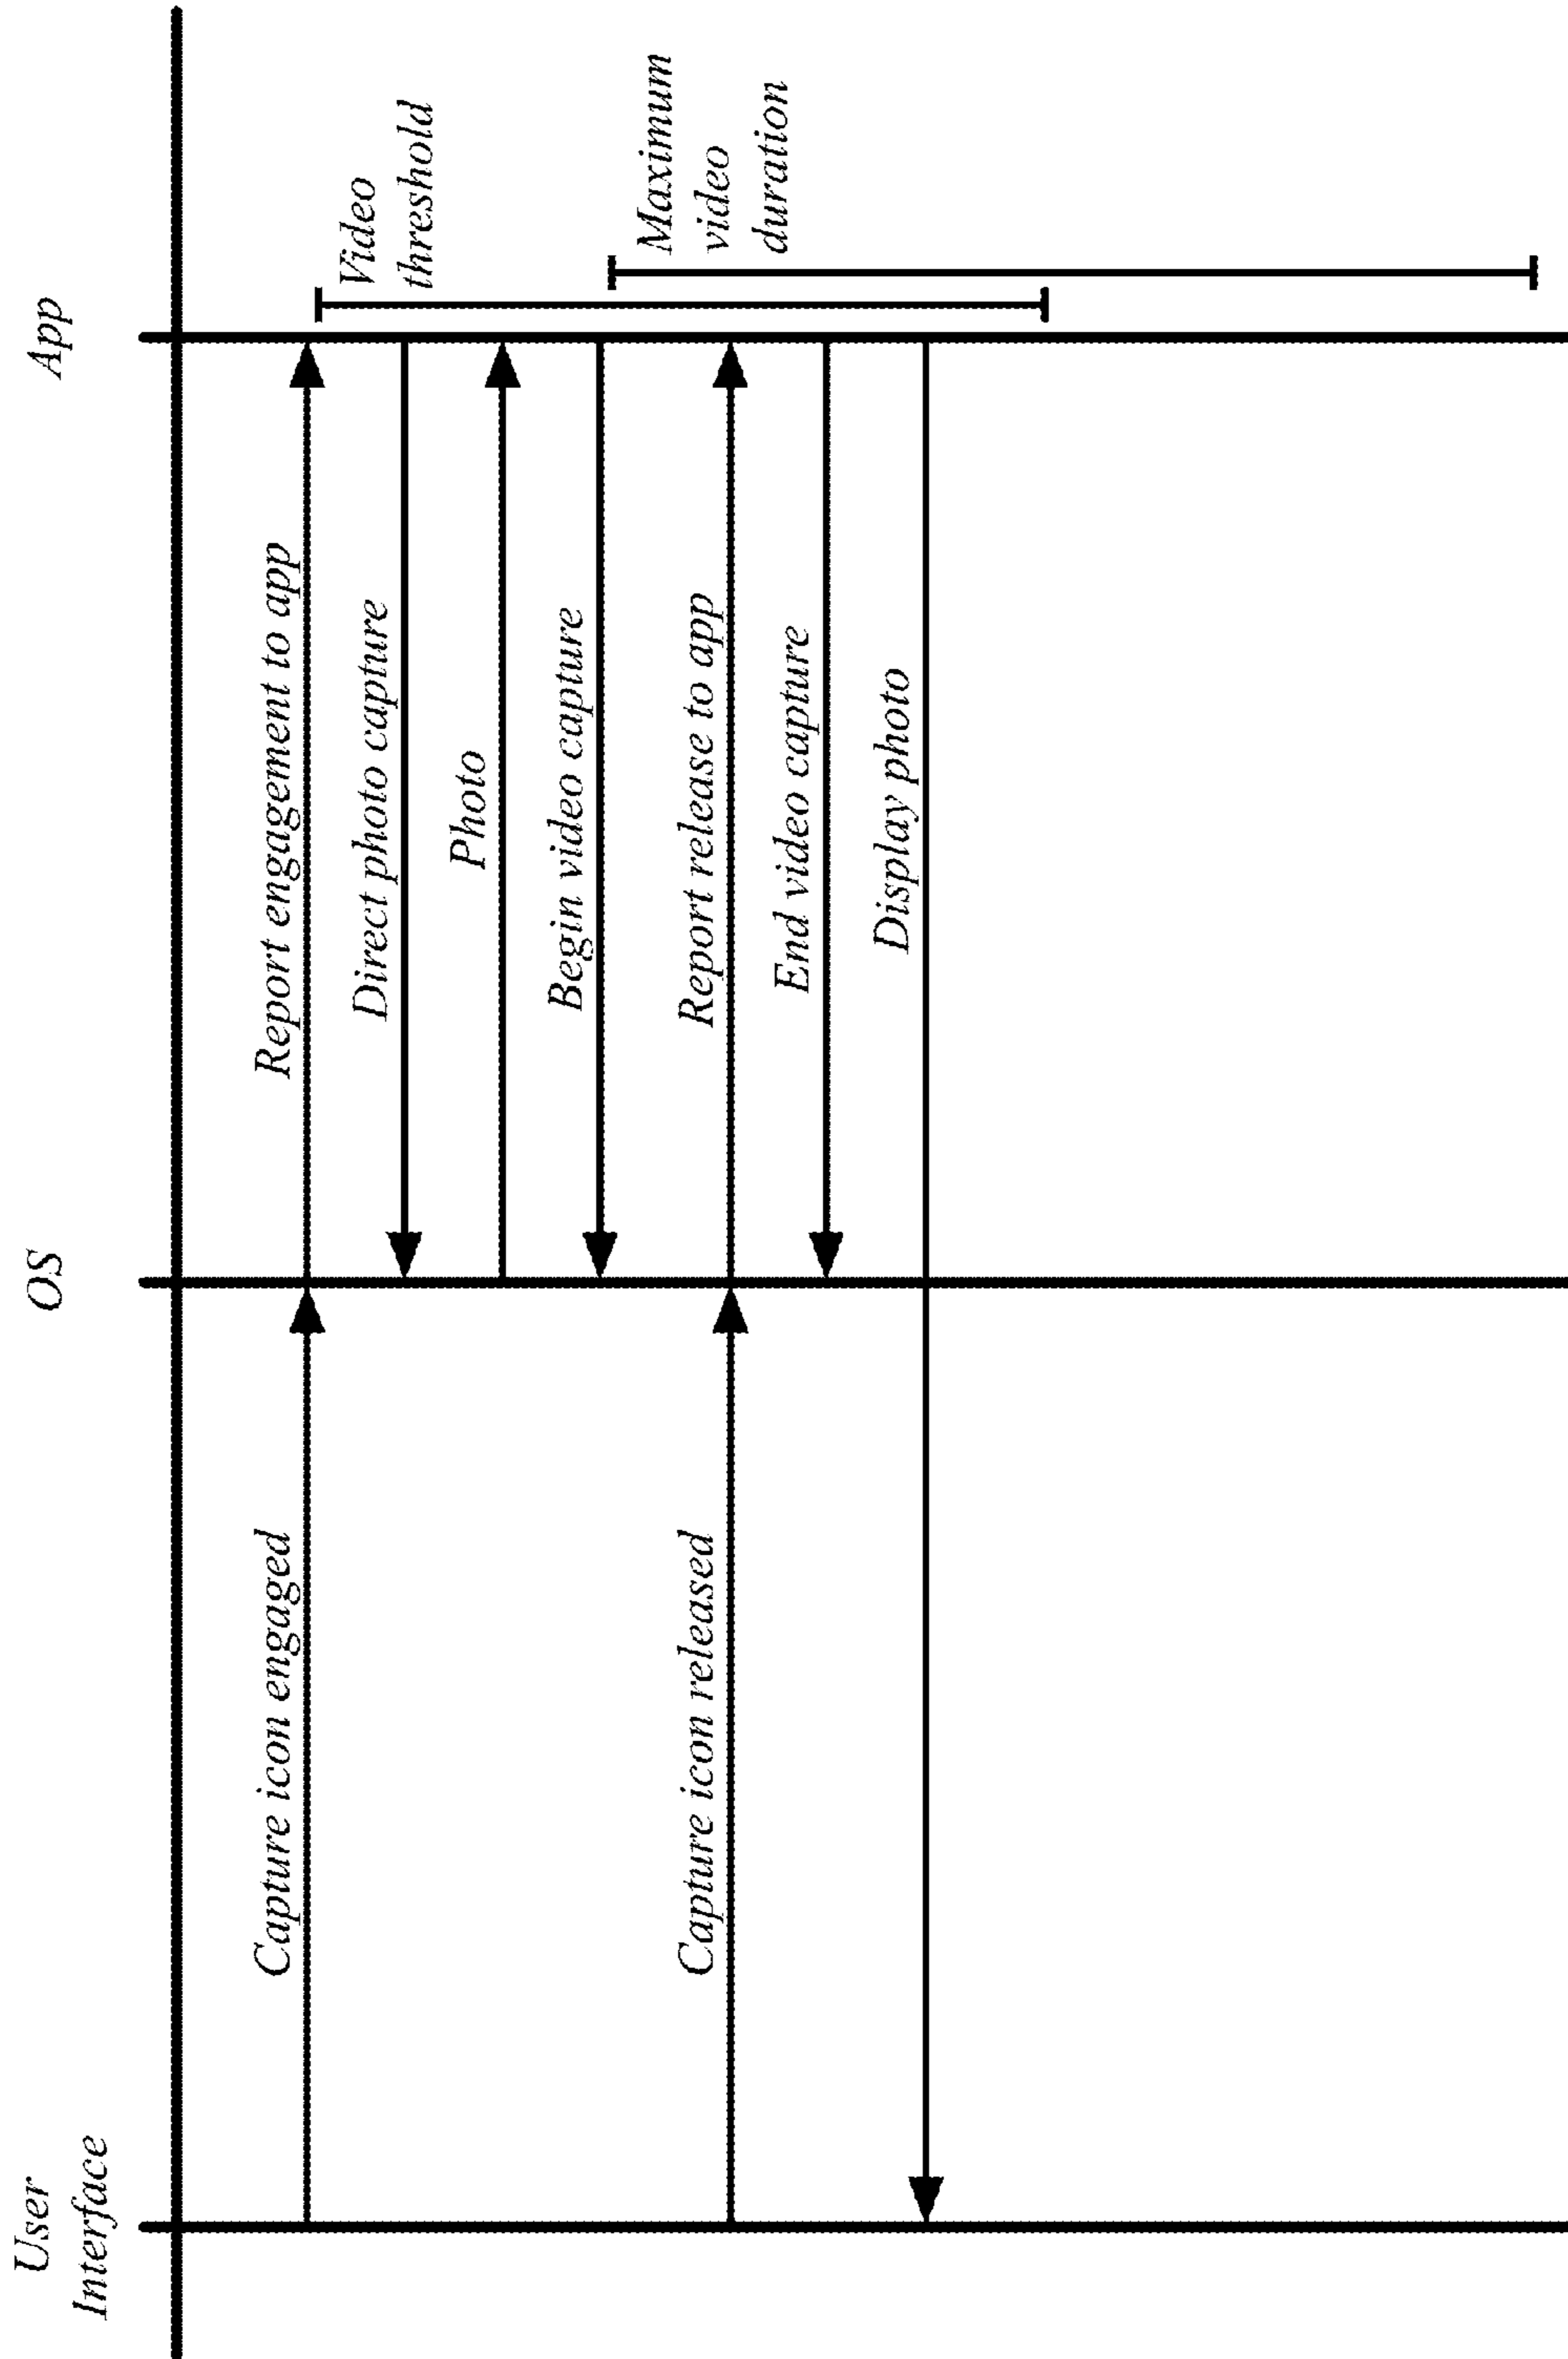 User
Interface
OS
App
Capture icon engaged
Report engagement to app
Video
threshold
Direct photo capture
Photo
Begin video capture
Maximum
video
duration
Capture icon released
Report release to app
End video capture
Display photo